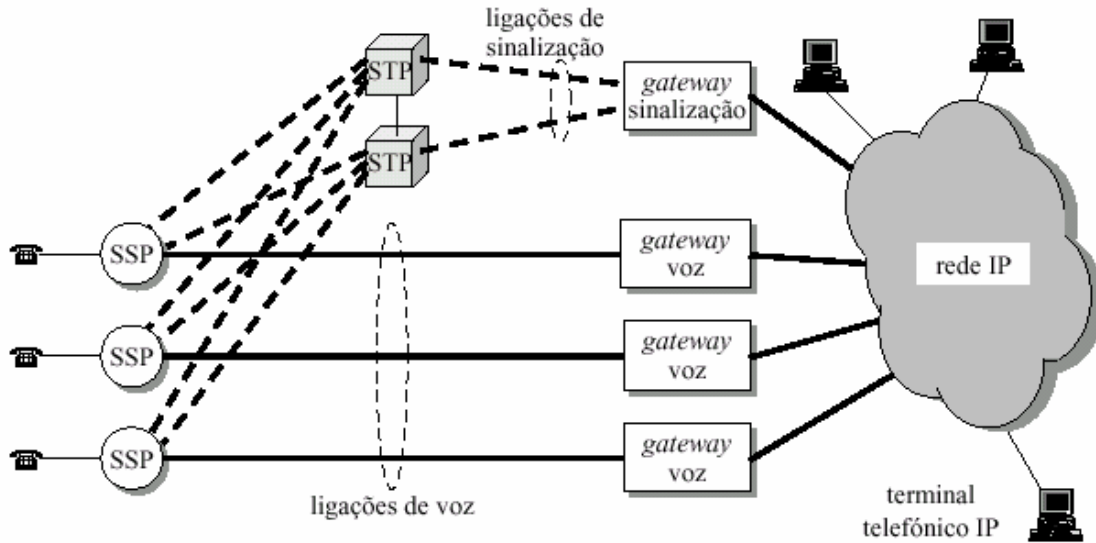 ligações de
sinalização
STP
STP
gateway
sinalização
SSP
gateway
voz
rede IP
SSP
gateway
voz
SSP
gateway
voz
ligações de voz
terminal
telefónico IP